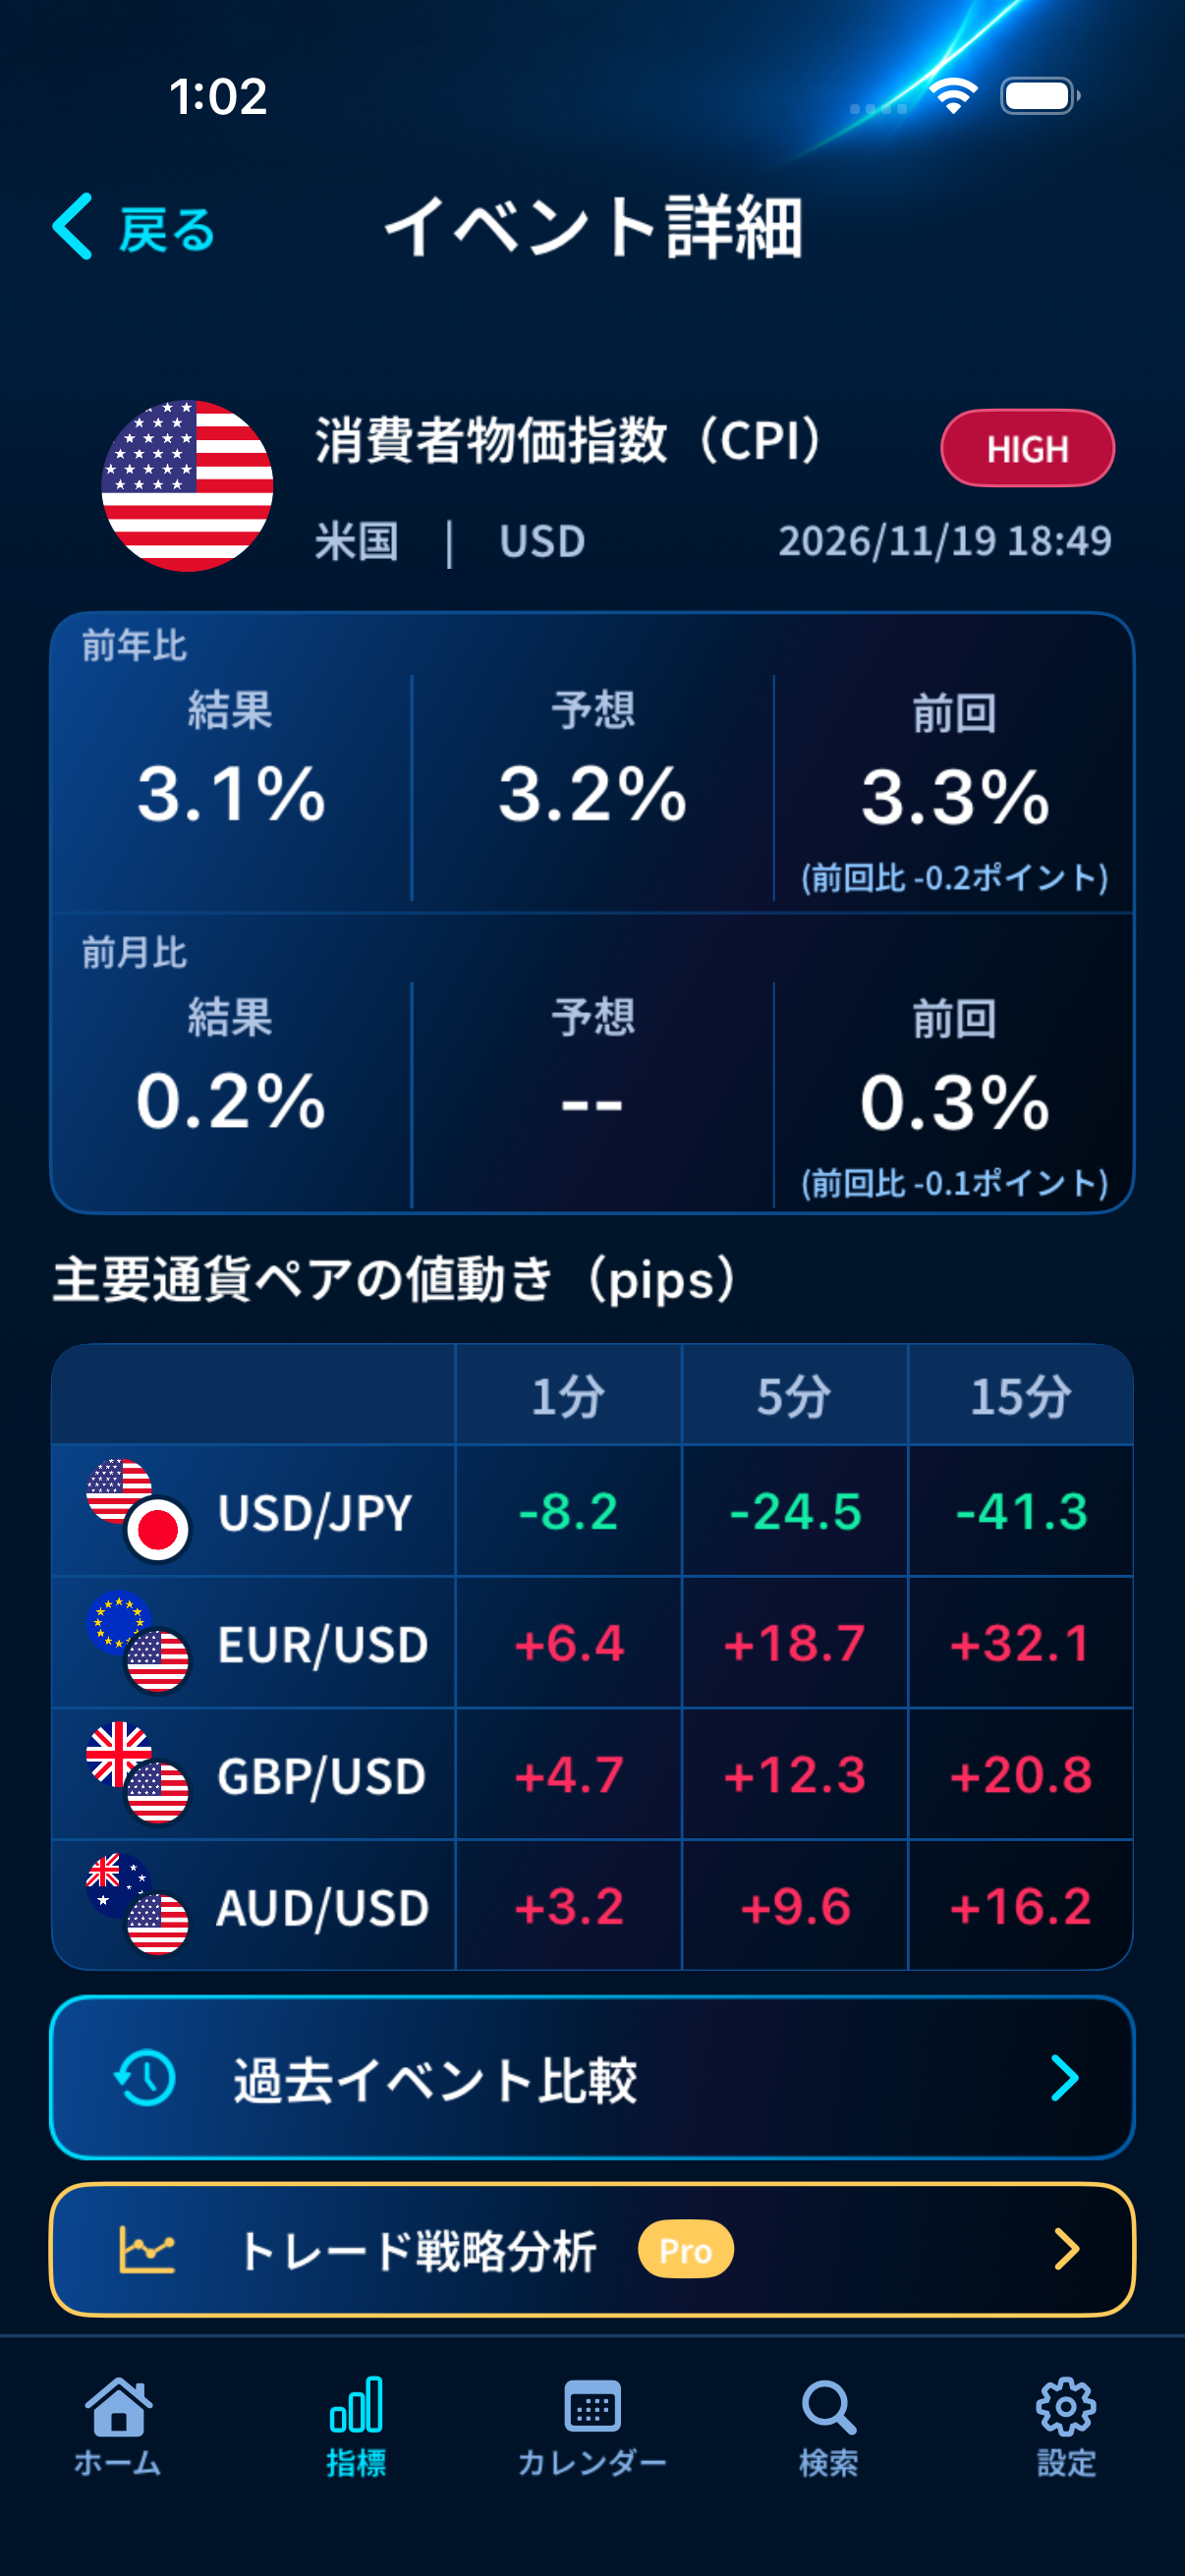 1:02
戻る
イベント詳細
消費者物価指数（CPI）
HIGH
米国 | USD
2026/11/19 18:49
前年比
結果 予想 前回
3.1% 3.2% 3.3%
(前回比 -0.2ポイント)
前月比
結果 予想 前回
0.2% -- 0.3%
(前回比 -0.1ポイント)
主要通貨ペアの値動き（pips）
1分 5分 15分
USD/JPY -8.2 -24.5 -41.3
EUR/USD +6.4 +18.7 +32.1
GBP/USD +4.7 +12.3 +20.8
AUD/USD +3.2 +9.6 +16.2
過去イベント比較
トレード戦略分析 Pro
ホーム 指標 カレンダー 検索 設定